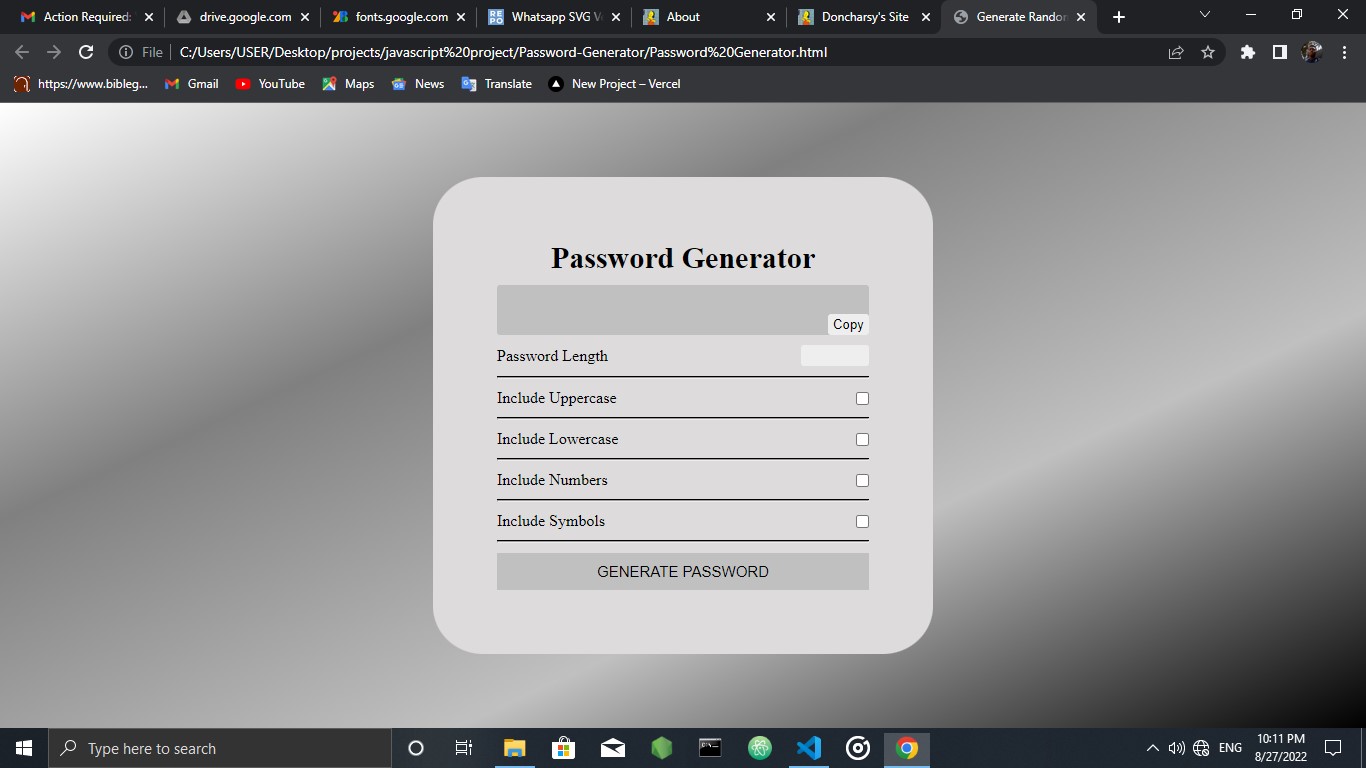 Action Required:
drive.google.com
fonts.google.com
Whatsapp SVG V
About
Doncharsy's Site
Generate Random
File
C:/Users/USER/Desktop/projects/javascript%20project/Password-Generator/Password%20Generator.html
https://www.bibleg...
Gmail
YouTube
Maps
News
Translate
New Project – Vercel
Password Generator
Copy
Password Length
Include Uppercase
Include Lowercase
Include Numbers
Include Symbols
GENERATE PASSWORD
Type here to search
ENG
10:11 PM
8/27/2022